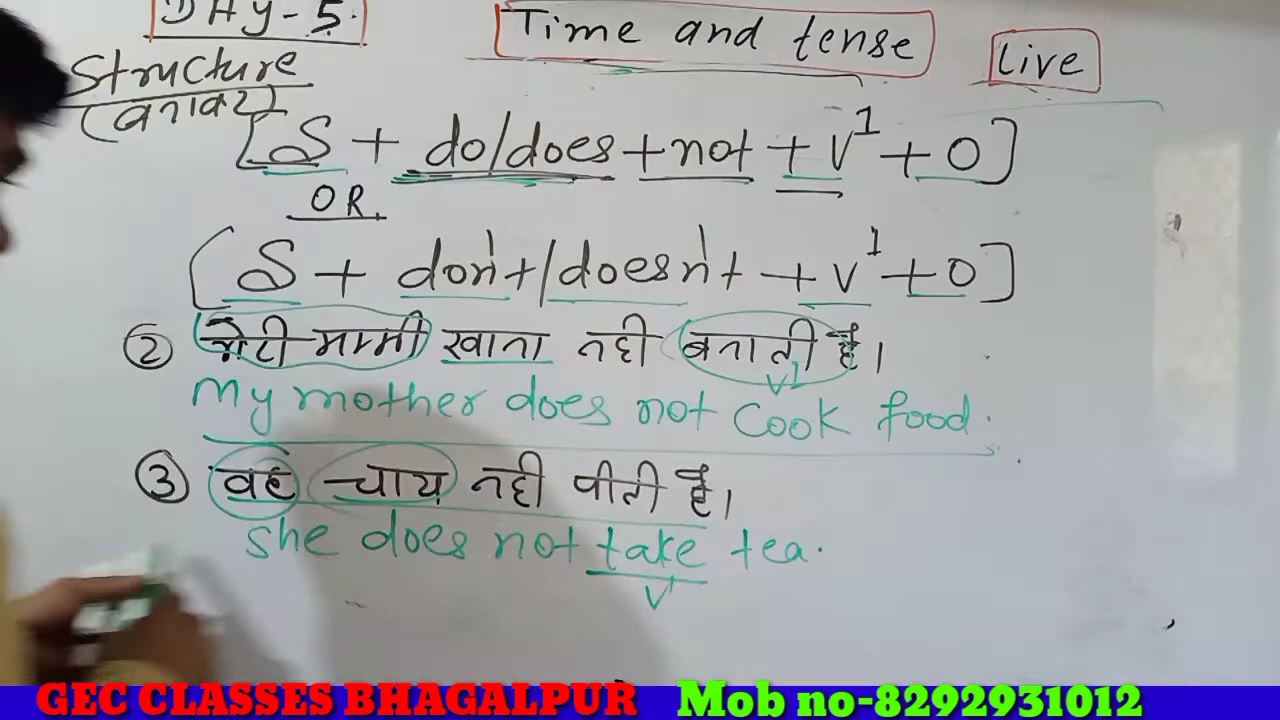 DAY-5.
Time and tense
Live
Structure
(बनावट)
[S + do/does + not + V¹ + O]
OR
[S + don't/doesn't + V¹ + O]
② मेरी मम्मी खाना नही बनाती है।
V1
My mother does not cook food.
③ वह चाय नही पीती है।
she does not take tea.
V¹
GEC CLASSES BHAGALPUR Mob no-8292931012